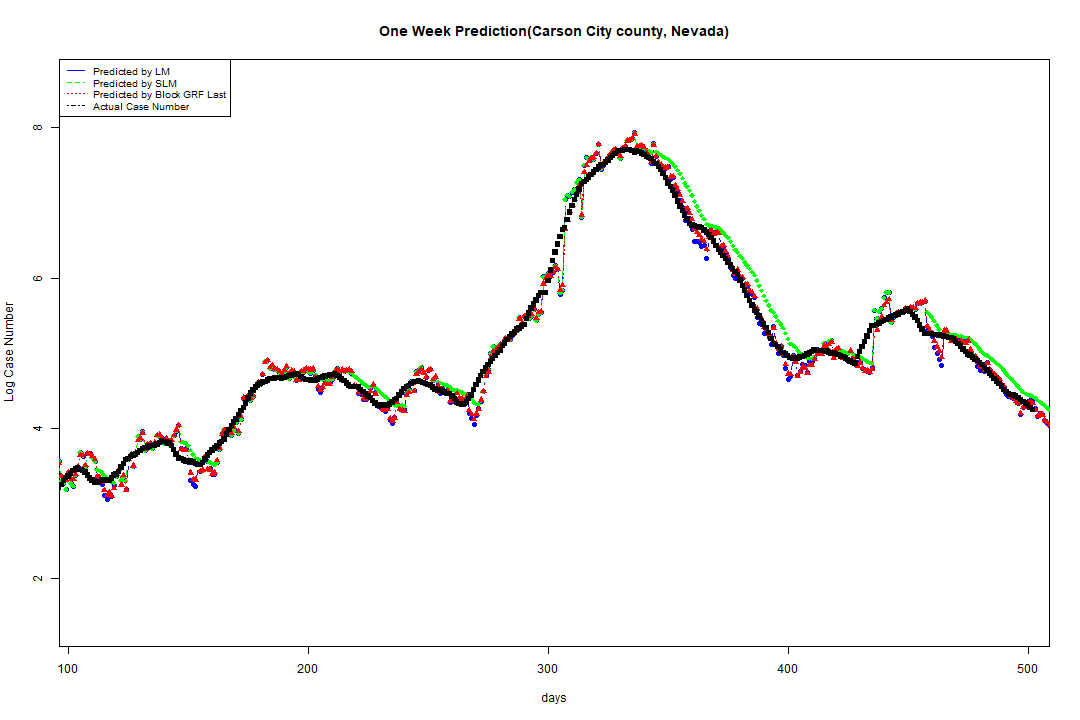 One Week Prediction(Carson City county, Nevada)
Predicted by LM
Predicted by SLM
Predicted by Block GRF Last
Actual Case Number
8
6
4
2
Log Case Number
100 200 300 400 500
days